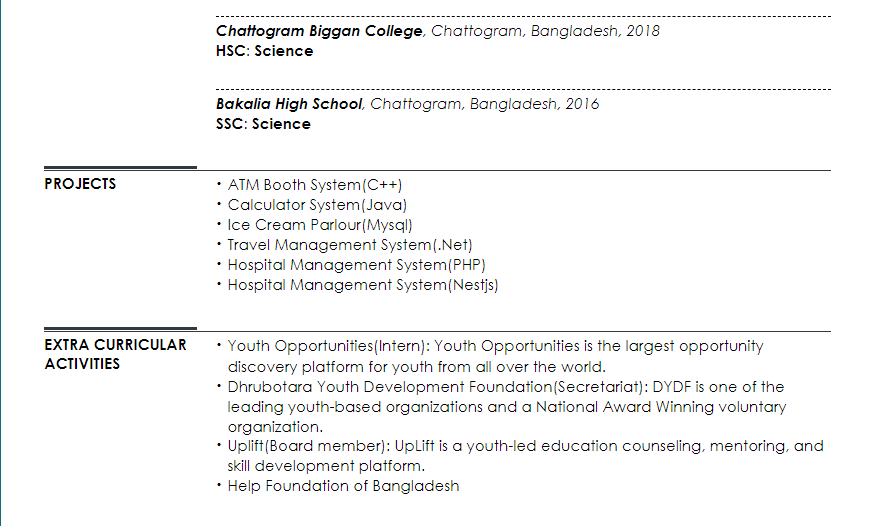 Chattogram Biggan College, Chattogram, Bangladesh, 2018
HSC: Science
Bakalia High School, Chattogram, Bangladesh, 2016
SSC: Science
PROJECTS
• ATM Booth System(C++)
• Calculator System(Java)
• Ice Cream Parlour(Mysql)
• Travel Management System(.Net)
• Hospital Management System(PHP)
• Hospital Management System(Nestjs)
EXTRA CURRICULAR
ACTIVITIES
• Youth Opportunities(Intern): Youth Opportunities is the largest opportunity
discovery platform for youth from all over the world.
• Dhrubotara Youth Development Foundation(Secretariat): DYDF is one of the
leading youth-based organizations and a National Award Winning voluntary
organization.
• Uplift(Board member): UpLift is a youth-led education counseling, mentoring, and
skill development platform.
• Help Foundation of Bangladesh